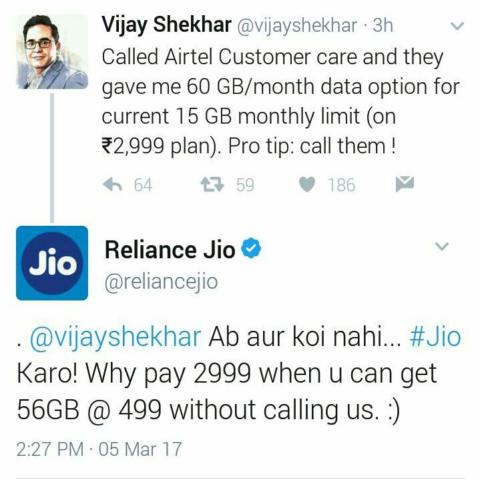 Vijay Shekhar @vijayshekhar · 3h
Called Airtel Customer care and they
gave me 60 GB/month data option for
current 15 GB monthly limit (on
₹2,999 plan). Pro tip: call them !
64 59 186
Jio
Reliance Jio
@reliancejio
. @vijayshekhar Ab aur koi nahi... #Jio
Karo! Why pay 2999 when u can get
56GB @ 499 without calling us. :)
2:27 PM · 05 Mar 17